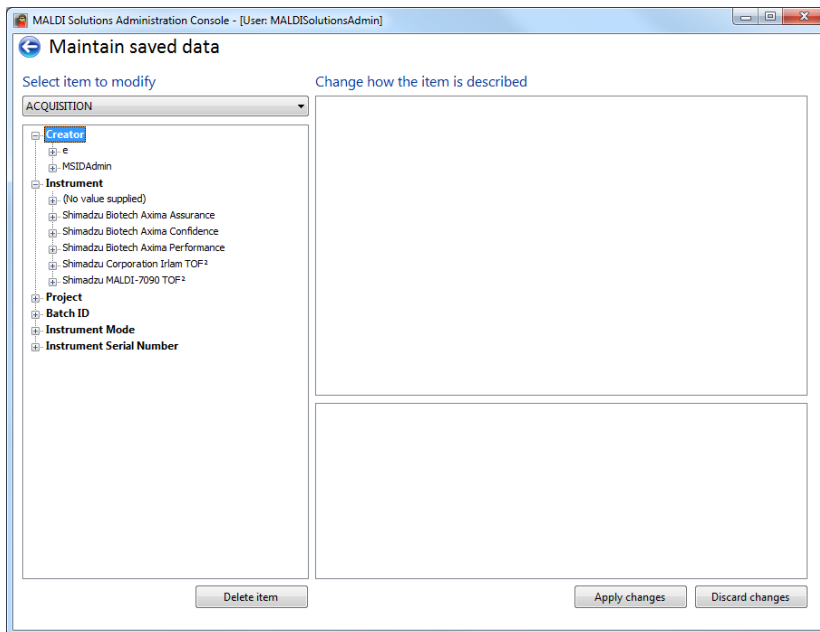 MALDI Solutions Administration Console - [User: MALDISolutionsAdmin]
Maintain saved data
Select item to modify
Change how the item is described
ACQUISITION
Creator
e
MSIDAdmin
Instrument
(No value supplied)
Shimadzu Biotech Axima Assurance
Shimadzu Biotech Axima Confidence
Shimadzu Biotech Axima Performance
Shimadzu Corporation Irlam TOF²
Shimadzu MALDI-7090 TOF²
Project
Batch ID
Instrument Mode
Instrument Serial Number
Delete item
Apply changes
Discard changes